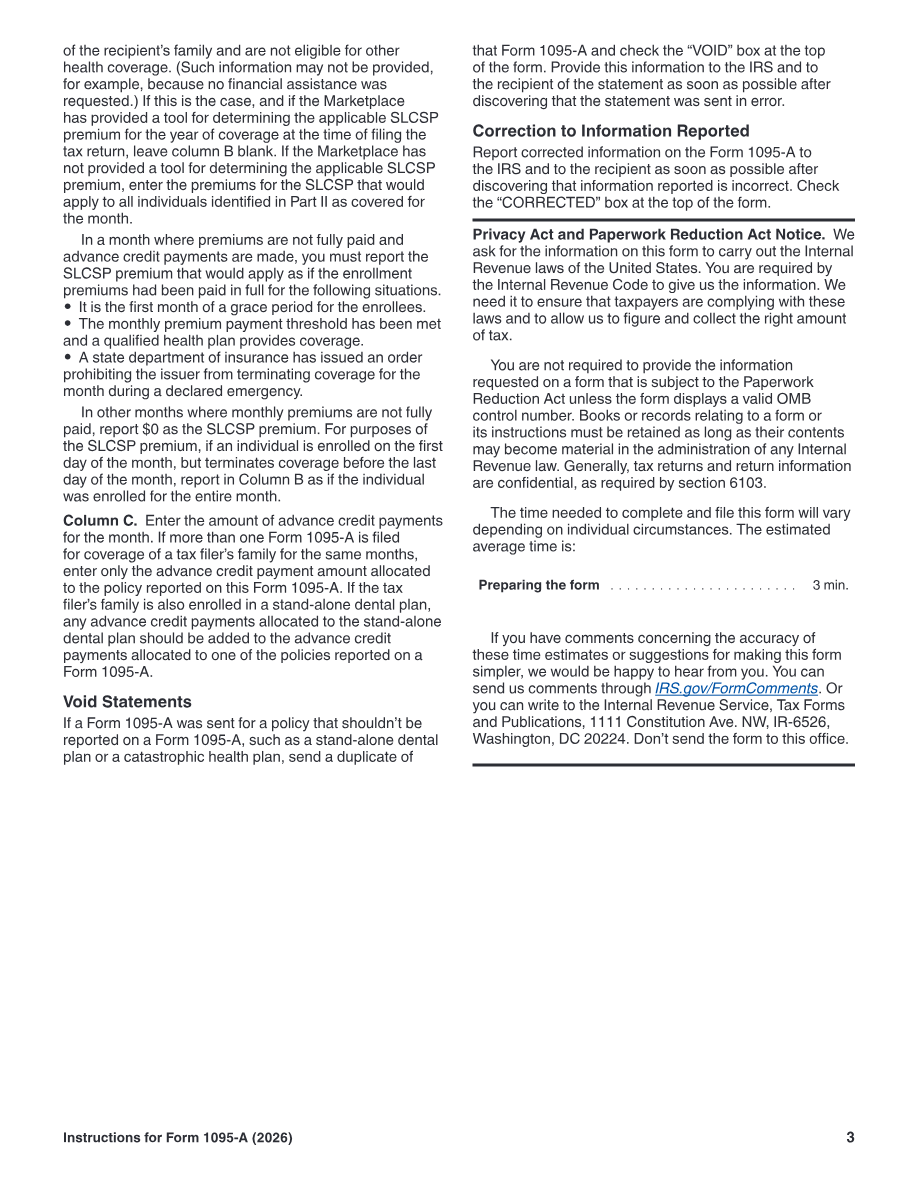 of the recipient’s family and are not eligible for other
health coverage. (Such information may not be provided,
for example, because no financial assistance was
requested.) If this is the case, and if the Marketplace
has provided a tool for determining the applicable SLCSP
premium for the year of coverage at the time of filing the
tax return, leave column B blank. If the Marketplace has
not provided a tool for determining the applicable SLCSP
premium, enter the premiums for the SLCSP that would
apply to all individuals identified in Part II as covered for
the month.
In a month where premiums are not fully paid and
advance credit payments are made, you must report the
SLCSP premium that would apply as if the enrollment
premiums had been paid in full for the following situations.
• It is the first month of a grace period for the enrollees.
• The monthly premium payment threshold has been met
and a qualified health plan provides coverage.
• A state department of insurance has issued an order
prohibiting the issuer from terminating coverage for the
month during a declared emergency.
In other months where monthly premiums are not fully
paid, report $0 as the SLCSP premium. For purposes of
the SLCSP premium, if an individual is enrolled on the first
day of the month, but terminates coverage before the last
day of the month, report in Column B as if the individual
was enrolled for the entire month.
Column C. Enter the amount of advance credit payments
for the month. If more than one Form 1095-A is filed
for coverage of a tax filer’s family for the same months,
enter only the advance credit payment amount allocated
to the policy reported on this Form 1095-A. If the tax
filer’s family is also enrolled in a stand-alone dental plan,
any advance credit payments allocated to the stand-alone
dental plan should be added to the advance credit
payments allocated to one of the policies reported on a
Form 1095-A.
Void Statements
If a Form 1095-A was sent for a policy that shouldn’t be
reported on a Form 1095-A, such as a stand-alone dental
plan or a catastrophic health plan, send a duplicate of
that Form 1095-A and check the “VOID” box at the top
of the form. Provide this information to the IRS and to
the recipient of the statement as soon as possible after
discovering that the statement was sent in error.
Correction to Information Reported
Report corrected information on the Form 1095-A to
the IRS and to the recipient as soon as possible after
discovering that information reported is incorrect. Check
the “CORRECTED” box at the top of the form.
Privacy Act and Paperwork Reduction Act Notice. We
ask for the information on this form to carry out the Internal
Revenue laws of the United States. You are required by
the Internal Revenue Code to give us the information. We
need it to ensure that taxpayers are complying with these
laws and to allow us to figure and collect the right amount
of tax.
You are not required to provide the information
requested on a form that is subject to the Paperwork
Reduction Act unless the form displays a valid OMB
control number. Books or records relating to a form or
its instructions must be retained as long as their contents
may become material in the administration of any Internal
Revenue law. Generally, tax returns and return information
are confidential, as required by section 6103.
The time needed to complete and file this form will vary
depending on individual circumstances. The estimated
average time is:
Preparing the form . . . . . . . . . . . . . . . . . . . . . . . 3 min.
If you have comments concerning the accuracy of
these time estimates or suggestions for making this form
simpler, we would be happy to hear from you. You can
send us comments through IRS.gov/FormComments. Or
you can write to the Internal Revenue Service, Tax Forms
and Publications, 1111 Constitution Ave. NW, IR-6526,
Washington, DC 20224. Don’t send the form to this office.
Instructions for Form 1095-A (2026) 3